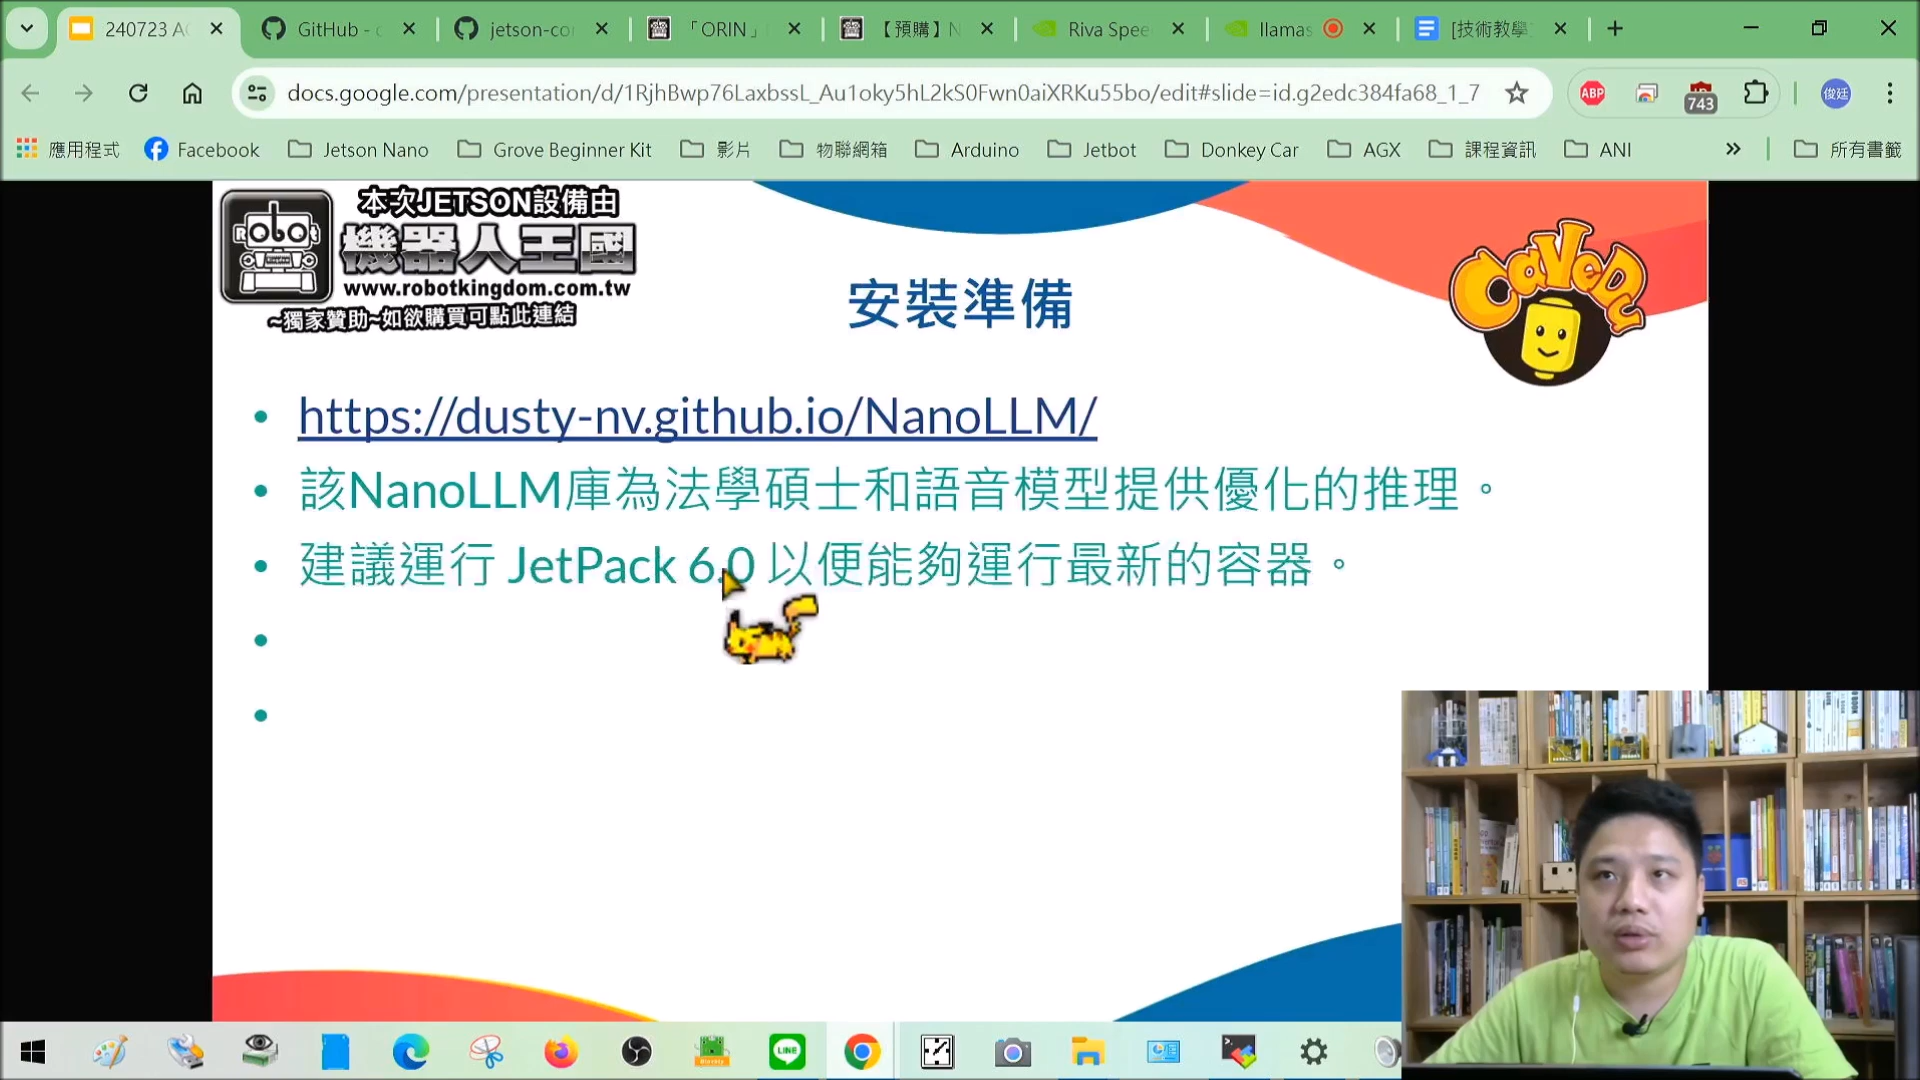 240723 AG
GitHub - d
jetson-co
「ORIN」
【預購】N
Riva Spee
llamas
[技術教學
docs.google.com/presentation/d/1RjhBwp76LaxbssL_Au1oky5hL2kS0Fwn0aiXRKu55bo/edit#slide=id.g2edc384fa68_1_7
ABP
743
俊廷
應用程式
Facebook
Jetson Nano
Grove Beginner Kit
影片
物聯網箱
Arduino
Jetbot
Donkey Car
AGX
課程資訊
ANI
所有書籤
本次JETSON設備由
Robot
機器人王國
www.robotkingdom.com.tw
~獨家贊助~如欲購買可點此連結
CAVEDU
安裝準備
https://dusty-nv.github.io/NanoLLM/
該NanoLLM庫為法學碩士和語音模型提供優化的推理。
建議運行 JetPack 6.0 以便能夠運行最新的容器。
LINE